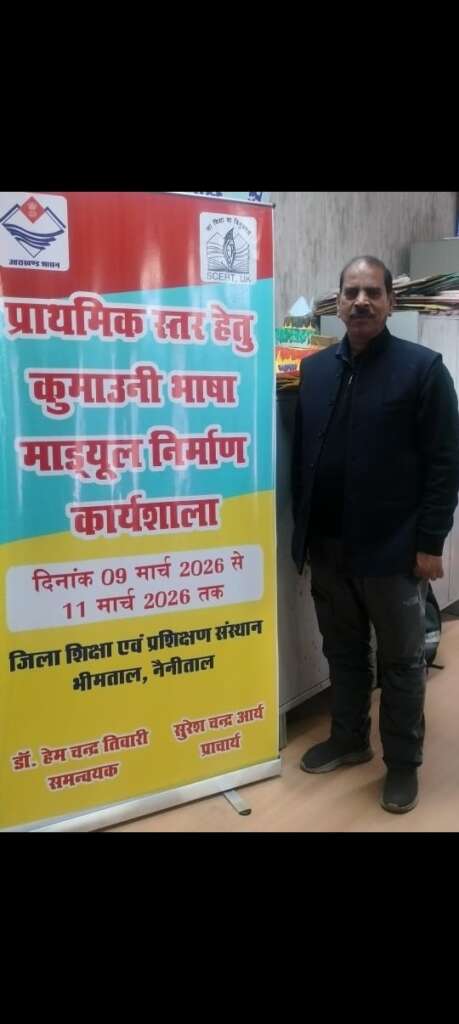 उत्तराखण्ड शासन
SCERT, UK
प्राथमिक स्तर हेतु
कुमाउनी भाषा
माड्यूल निर्माण
कार्यशाला
दिनांक 09 मार्च 2026 से
11 मार्च 2026 तक
जिला शिक्षा एवं प्रशिक्षण संस्थान
भीमताल, नैनीताल
डॉ. हेम चन्द्र तिवारी
समन्वयक
सुरेश चन्द्र आर्य
प्राचार्य